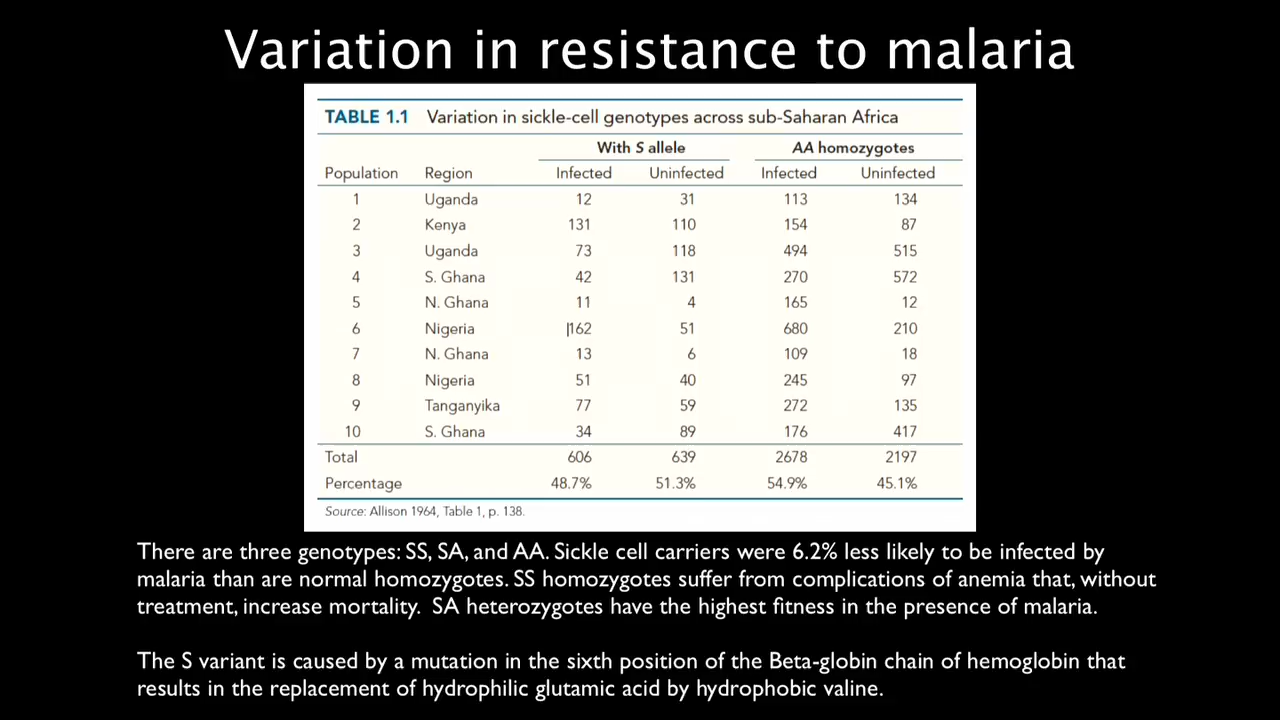 Variation in resistance to malaria
TABLE 1.1 Variation in sickle-cell genotypes across sub-Saharan Africa
With S allele AA homozygotes
Population Region Infected Uninfected Infected Uninfected
1 Uganda 12 31 113 134
2 Kenya 131 110 154 87
3 Uganda 73 118 494 515
4 S. Ghana 42 131 270 572
5 N. Ghana 11 4 165 12
6 Nigeria |162 51 680 210
7 N. Ghana 13 6 109 18
8 Nigeria 51 40 245 97
9 Tanganyika 77 59 272 135
10 S. Ghana 34 89 176 417
Total 606 639 2678 2197
Percentage 48.7% 51.3% 54.9% 45.1%
Source: Allison 1964, Table 1, p. 138.
There are three genotypes: SS, SA, and AA. Sickle cell carriers were 6.2% less likely to be infected by
malaria than are normal homozygotes. SS homozygotes suffer from complications of anemia that, without
treatment, increase mortality. SA heterozygotes have the highest fitness in the presence of malaria.
The S variant is caused by a mutation in the sixth position of the Beta-globin chain of hemoglobin that
results in the replacement of hydrophilic glutamic acid by hydrophobic valine.